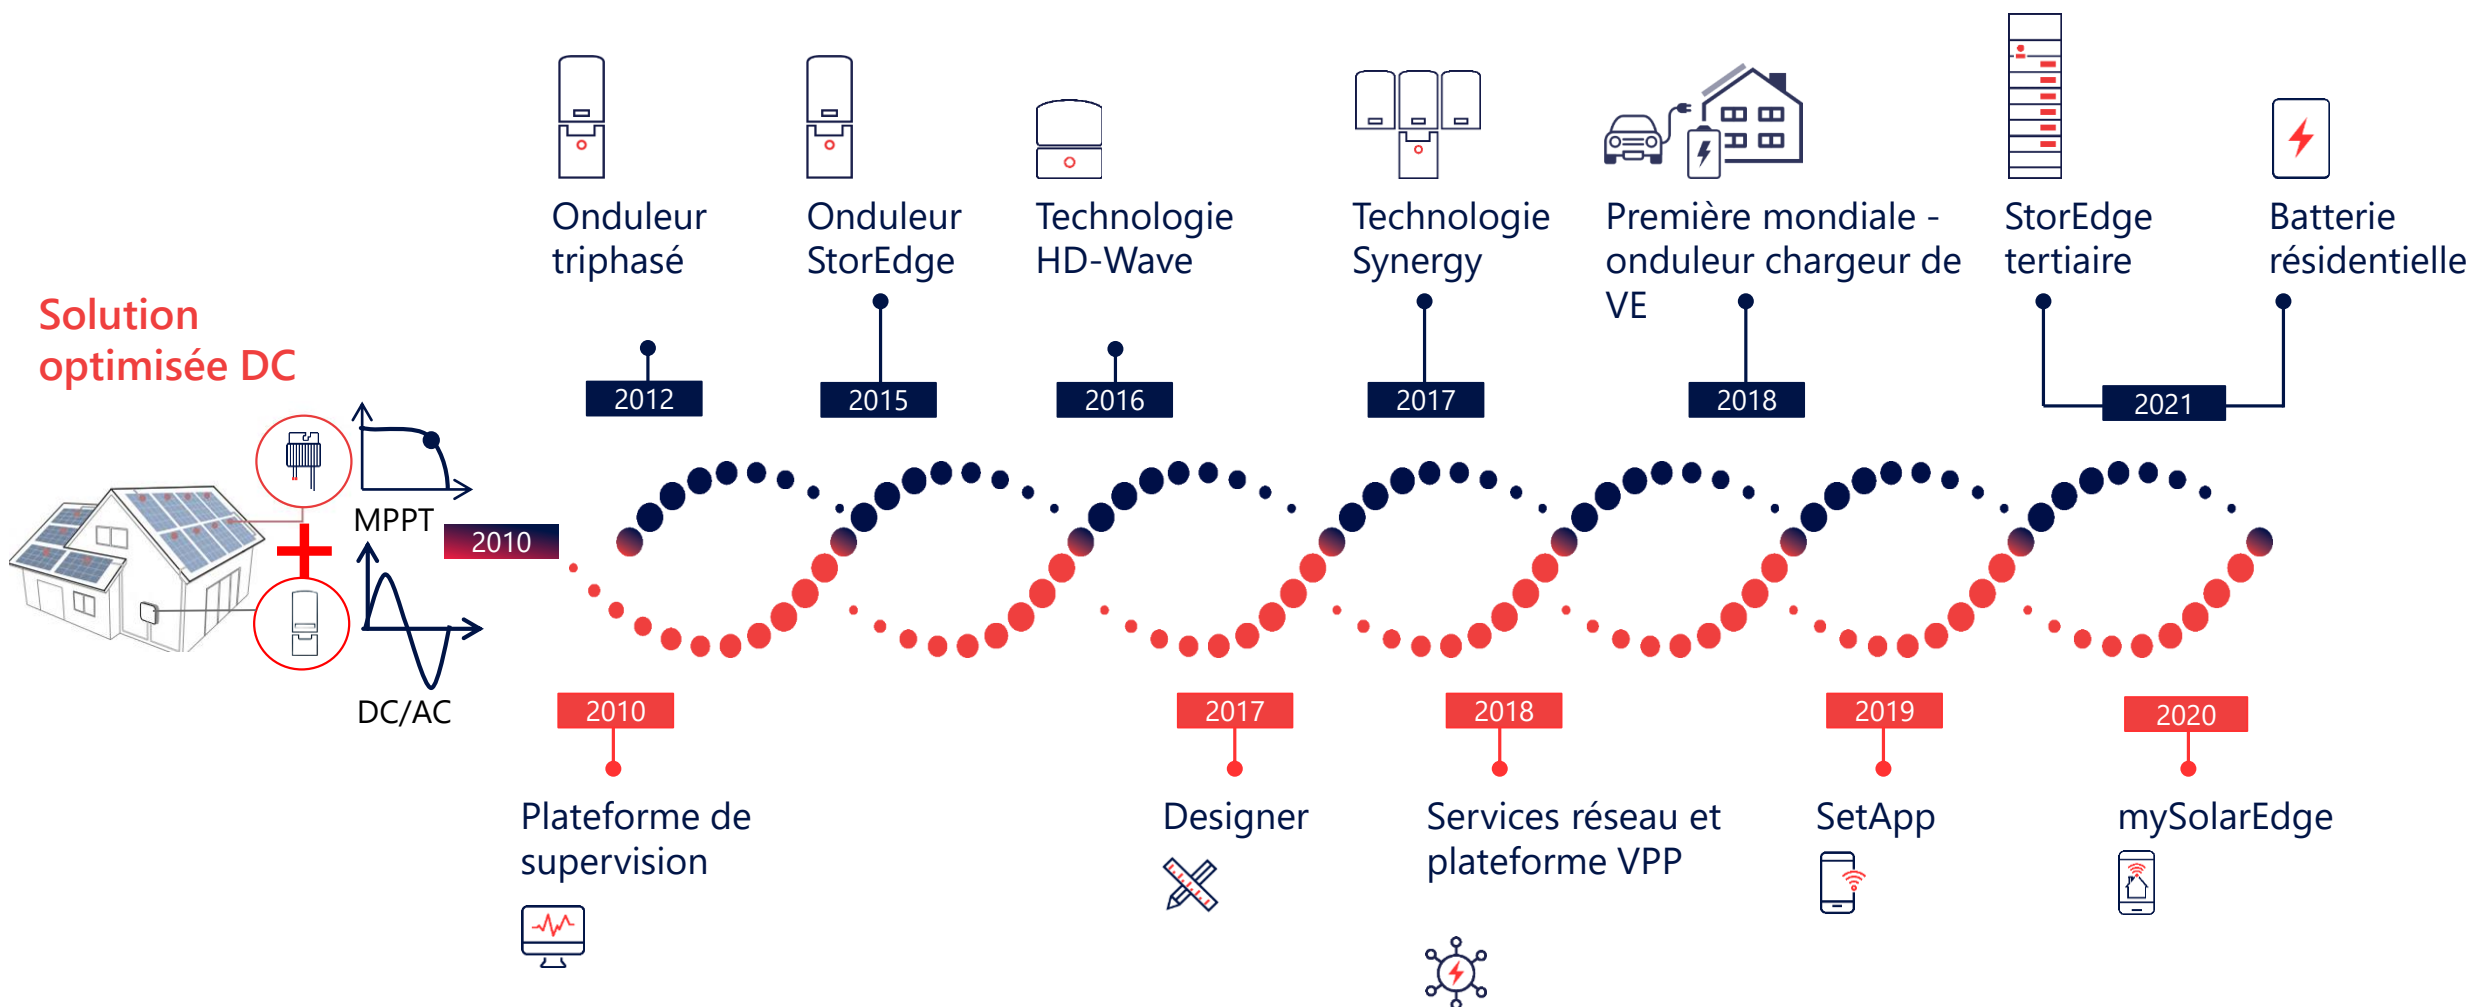 Solution
optimisée DC
MPPT
DC/AC
2010
Onduleur
triphasé
2012
Onduleur
StorEdge
2015
Technologie
HD-Wave
2016
Technologie
Synergy
2017
Première mondiale -
onduleur chargeur de
VE
2018
StorEdge
tertiaire
Batterie
résidentielle
2021
2010
Plateforme de
supervision
2017
Designer
2018
Services réseau et
plateforme VPP
2019
SetApp
2020
mySolarEdge